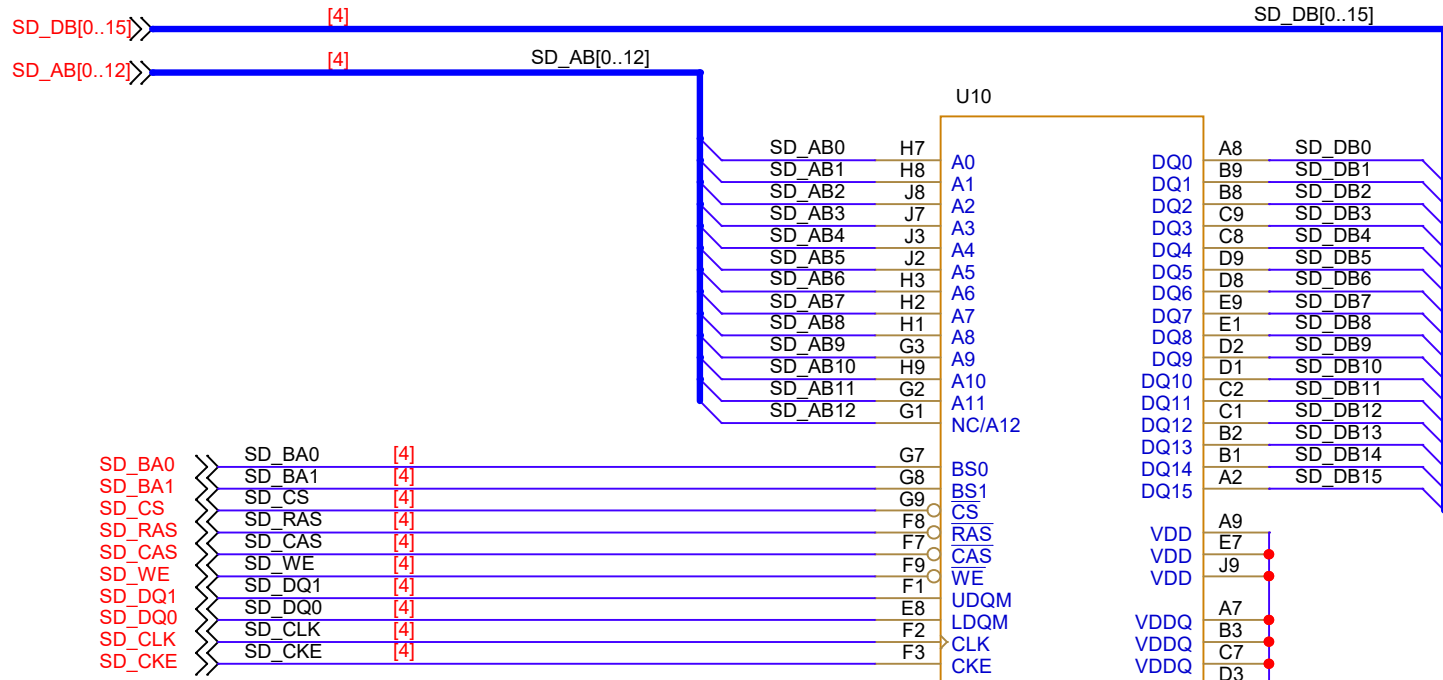 SD_DB[0..15] [4] SD_DB[0..15]
SD_AB[0..12] [4] SD_AB[0..12]
U10
SD_AB0 H7 A0 DQ0 A8 SD_DB0
SD_AB1 H8 A1 DQ1 B9 SD_DB1
SD_AB2 J8 A2 DQ2 B8 SD_DB2
SD_AB3 J7 A3 DQ3 C9 SD_DB3
SD_AB4 J3 A4 DQ4 C8 SD_DB4
SD_AB5 J2 A5 DQ5 D9 SD_DB5
SD_AB6 H3 A6 DQ6 D8 SD_DB6
SD_AB7 H2 A7 DQ7 E9 SD_DB7
SD_AB8 H1 A8 DQ8 E1 SD_DB8
SD_AB9 G3 A9 DQ9 D2 SD_DB9
SD_AB10 H9 A10 DQ10 D1 SD_DB10
SD_AB11 G2 A11 DQ11 C2 SD_DB11
SD_AB12 G1 NC/A12 DQ12 C1 SD_DB12
DQ13 B2 SD_DB13
SD_BA0 SD_BA0 [4] G7 BS0 DQ14 B1 SD_DB14
SD_BA1 SD_BA1 [4] G8 BS1 DQ15 A2 SD_DB15
SD_CS SD_CS [4] G9 CS
SD_RAS SD_RAS [4] F8 RAS VDD A9
SD_CAS SD_CAS [4] F7 CAS VDD E7
SD_WE SD_WE [4] F9 WE VDD J9
SD_DQ1 SD_DQ1 [4] F1 UDQM
SD_DQ0 SD_DQ0 [4] E8 LDQM VDDQ A7
SD_CLK SD_CLK [4] F2 CLK VDDQ B3
SD_CKE SD_CKE [4] F3 CKE VDDQ C7
D3